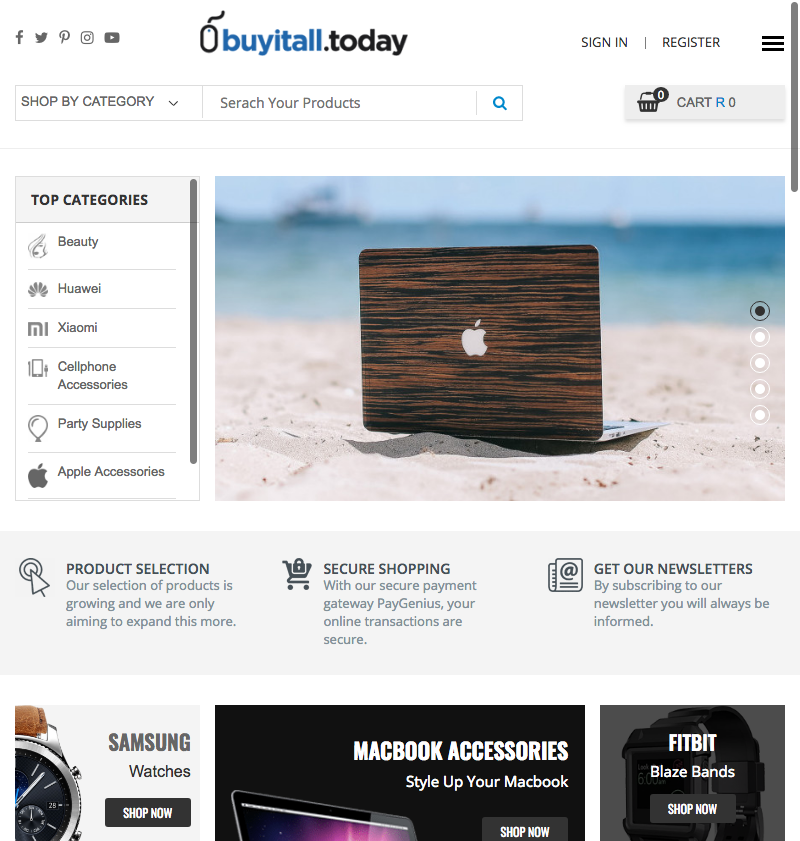 buyitall.today
SIGN IN | REGISTER
SHOP BY CATEGORY
Serach Your Products
0
CART R 0
TOP CATEGORIES
Beauty
Huawei
Xiaomi
Cellphone
Accessories
Party Supplies
Apple Accessories
PRODUCT SELECTION
Our selection of products is
growing and we are only
aiming to expand this more.
SECURE SHOPPING
With our secure payment
gateway PayGenius, your
online transactions are
secure.
GET OUR NEWSLETTERS
By subscribing to our
newsletter you will always be
informed.
SAMSUNG
Watches
SHOP NOW
MACBOOK ACCESSORIES
Style Up Your Macbook
SHOP NOW
FITBIT
Blaze Bands
SHOP NOW